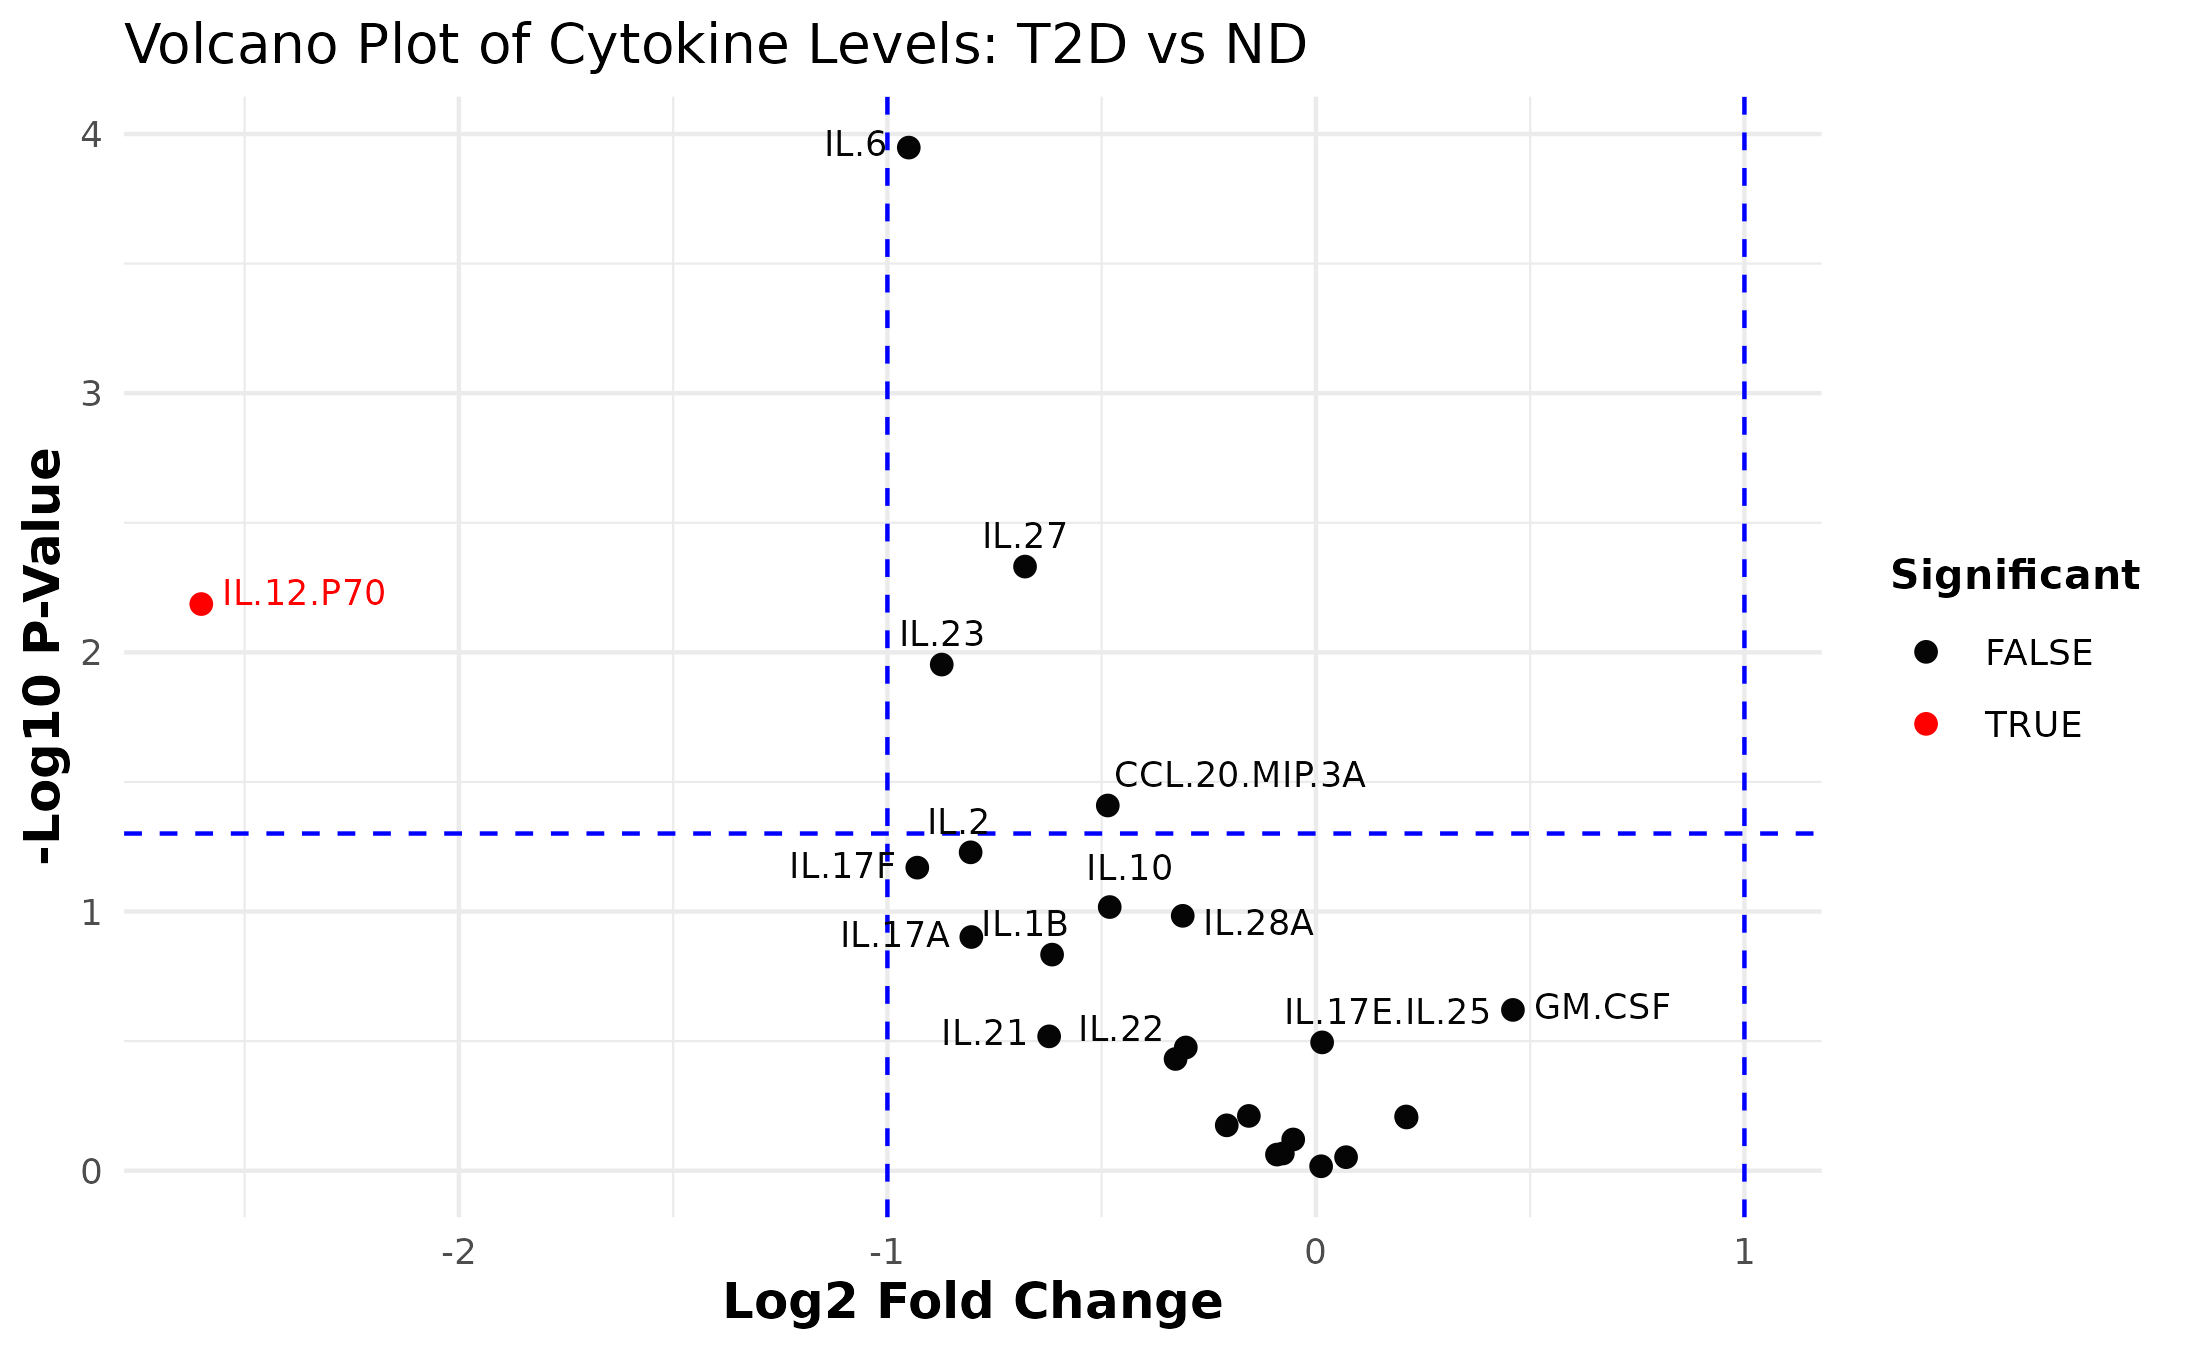 Volcano Plot of Cytokine Levels: T2D vs ND
-Log10 P-Value
4
3
2
1
0
IL.6
IL.27
IL.12.P70
IL.23
CCL.20.MIP.3A
IL.2
IL.17F
IL.10
IL.28A
IL.1B
IL.17A
IL.17E.IL.25
GM.CSF
IL.22
IL.21
-2
-1
0
1
Log2 Fold Change
Significant
FALSE
TRUE